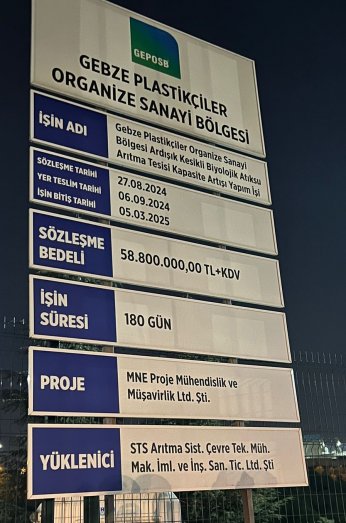 GEPOSB
GEBZE PLASTİKÇİLER
ORGANİZE SANAYİ BÖLGESİ
İŞİN ADI
Gebze Plastikçiler Organize Sanayi
Bölgesi Ardışık Kesikli Biyolojik Atıksu
Arıtma Tesisi Kapasite Artışı Yapım İşi
SÖZLEŞME TARİHİ
YER TESLİM TARİHİ
İŞİN BİTİŞ TARİHİ
27.08.2024
06.09.2024
05.03.2025
SÖZLEŞME
BEDELİ
58.800.000,00 TL+KDV
İŞİN
SÜRESİ
180 GÜN
PROJE
MNE Proje Mühendislik ve
Müşavirlik Ltd. Şti.
YÜKLENİCİ
STS Arıtma Sist. Çevre Tek. Müh.
Mak. İml. ve İnş. San. Tic. Ltd. Şti